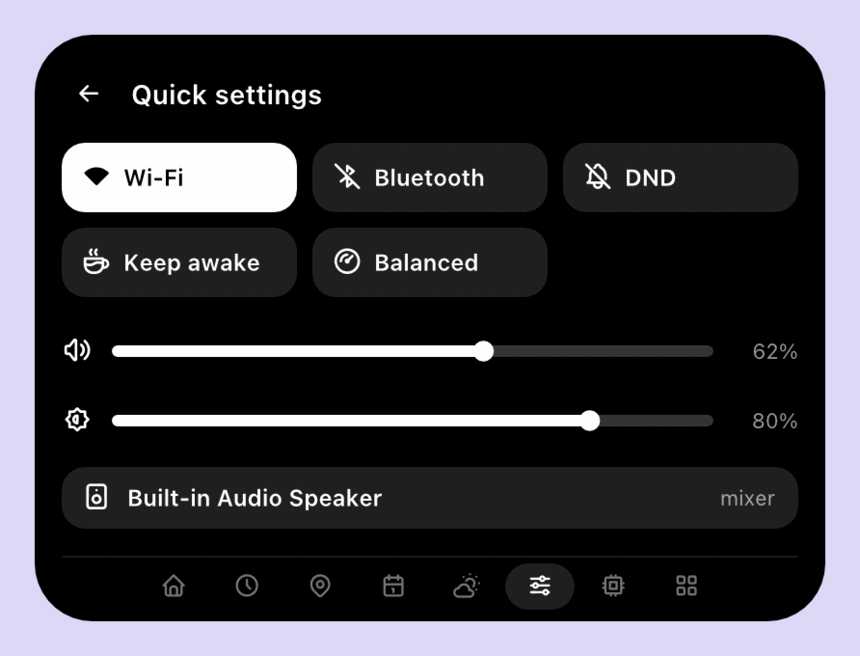 Quick settings
Wi-Fi
Bluetooth
DND
Keep awake
Balanced
62%
80%
Built-in Audio Speaker
mixer